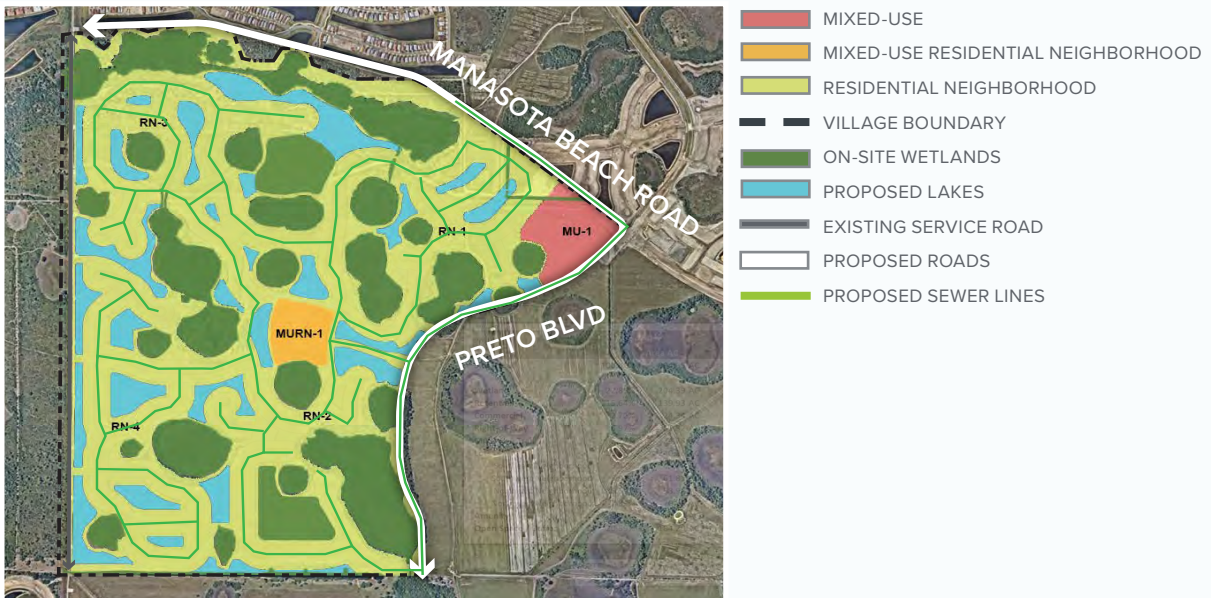 MANASOTA BEACH ROAD
RN-3
RN-1
MU-1
MURN-1
PRETO BLVD
RN-2
RN-4
MIXED-USE
MIXED-USE RESIDENTIAL NEIGHBORHOOD
RESIDENTIAL NEIGHBORHOOD
VILLAGE BOUNDARY
ON-SITE WETLANDS
PROPOSED LAKES
EXISTING SERVICE ROAD
PROPOSED ROADS
PROPOSED SEWER LINES